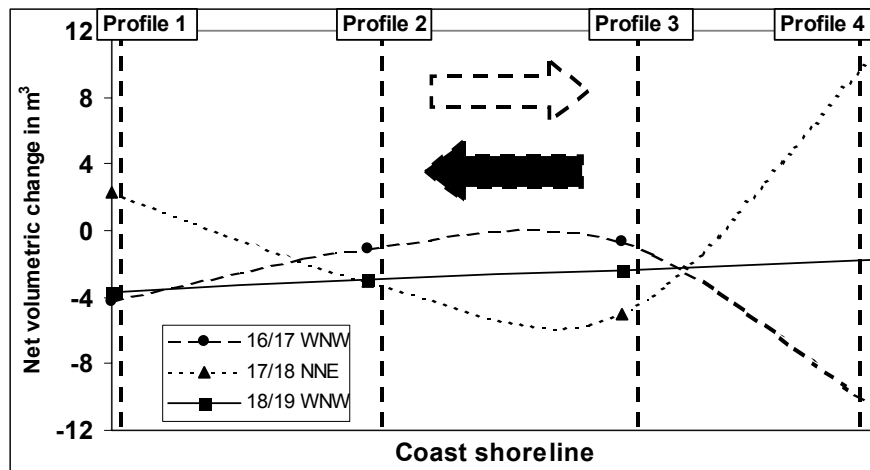 Profile 1 Profile 2 Profile 3 Profile 4
12
8
4
0
-4
-8
-12
Net volumetric change in m³
16/17 WNW
17/18 NNE
18/19 WNW
Coast shoreline